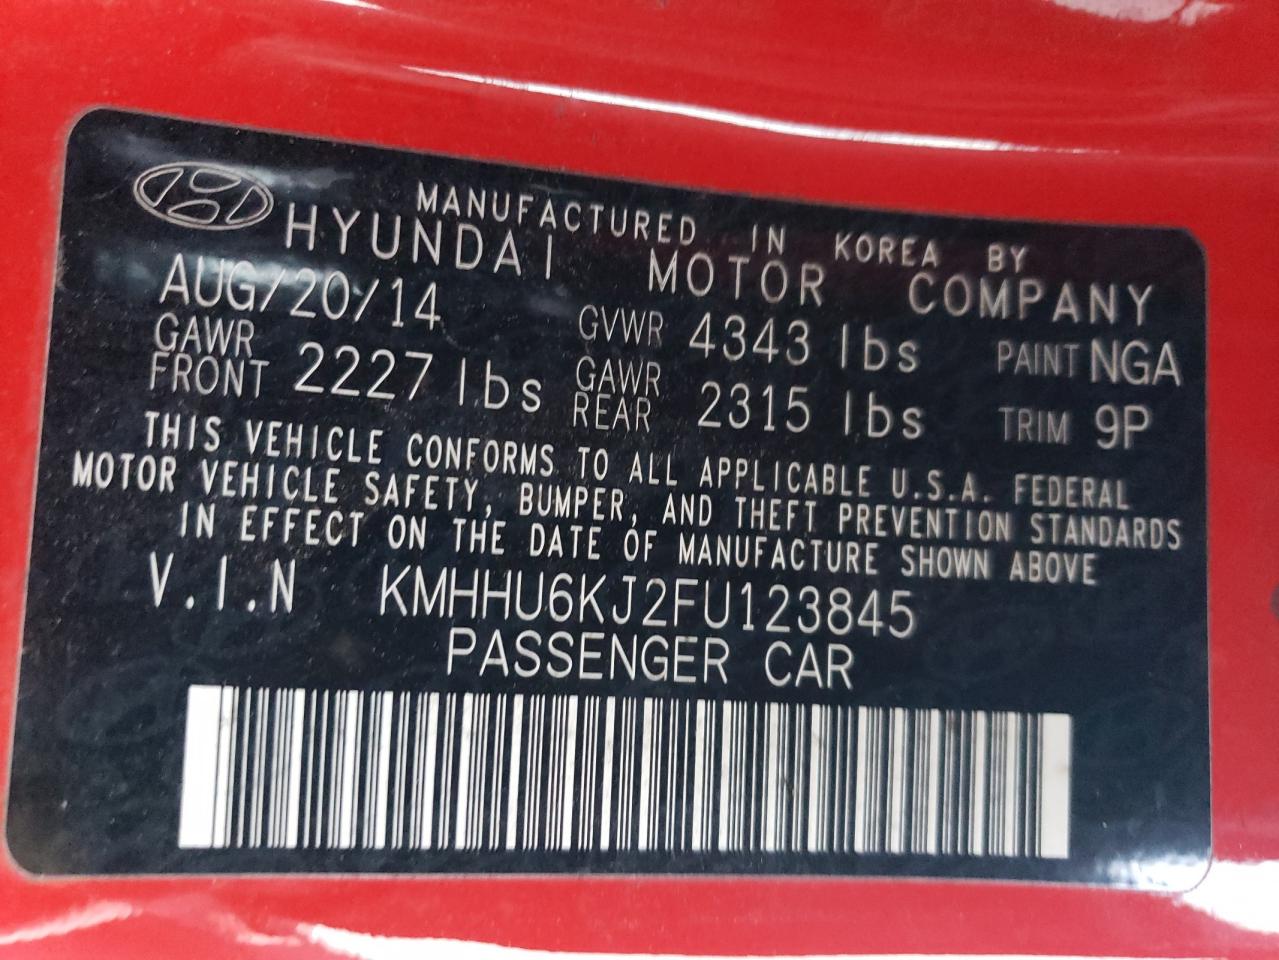 MANUFACTURED IN KOREA BY
HYUNDAI MOTOR COMPANY
AUG/20/14 GVWR 4343 lbs PAINT NGA
GAWR FRONT 2227 lbs GAWR REAR 2315 lbs TRIM 9P
THIS VEHICLE CONFORMS TO ALL APPLICABLE U.S.A. FEDERAL
MOTOR VEHICLE SAFETY, BUMPER, AND THEFT PREVENTION STANDARDS
IN EFFECT ON THE DATE OF MANUFACTURE SHOWN ABOVE
V.I.N KMHHU6KJ2FU123845
PASSENGER CAR